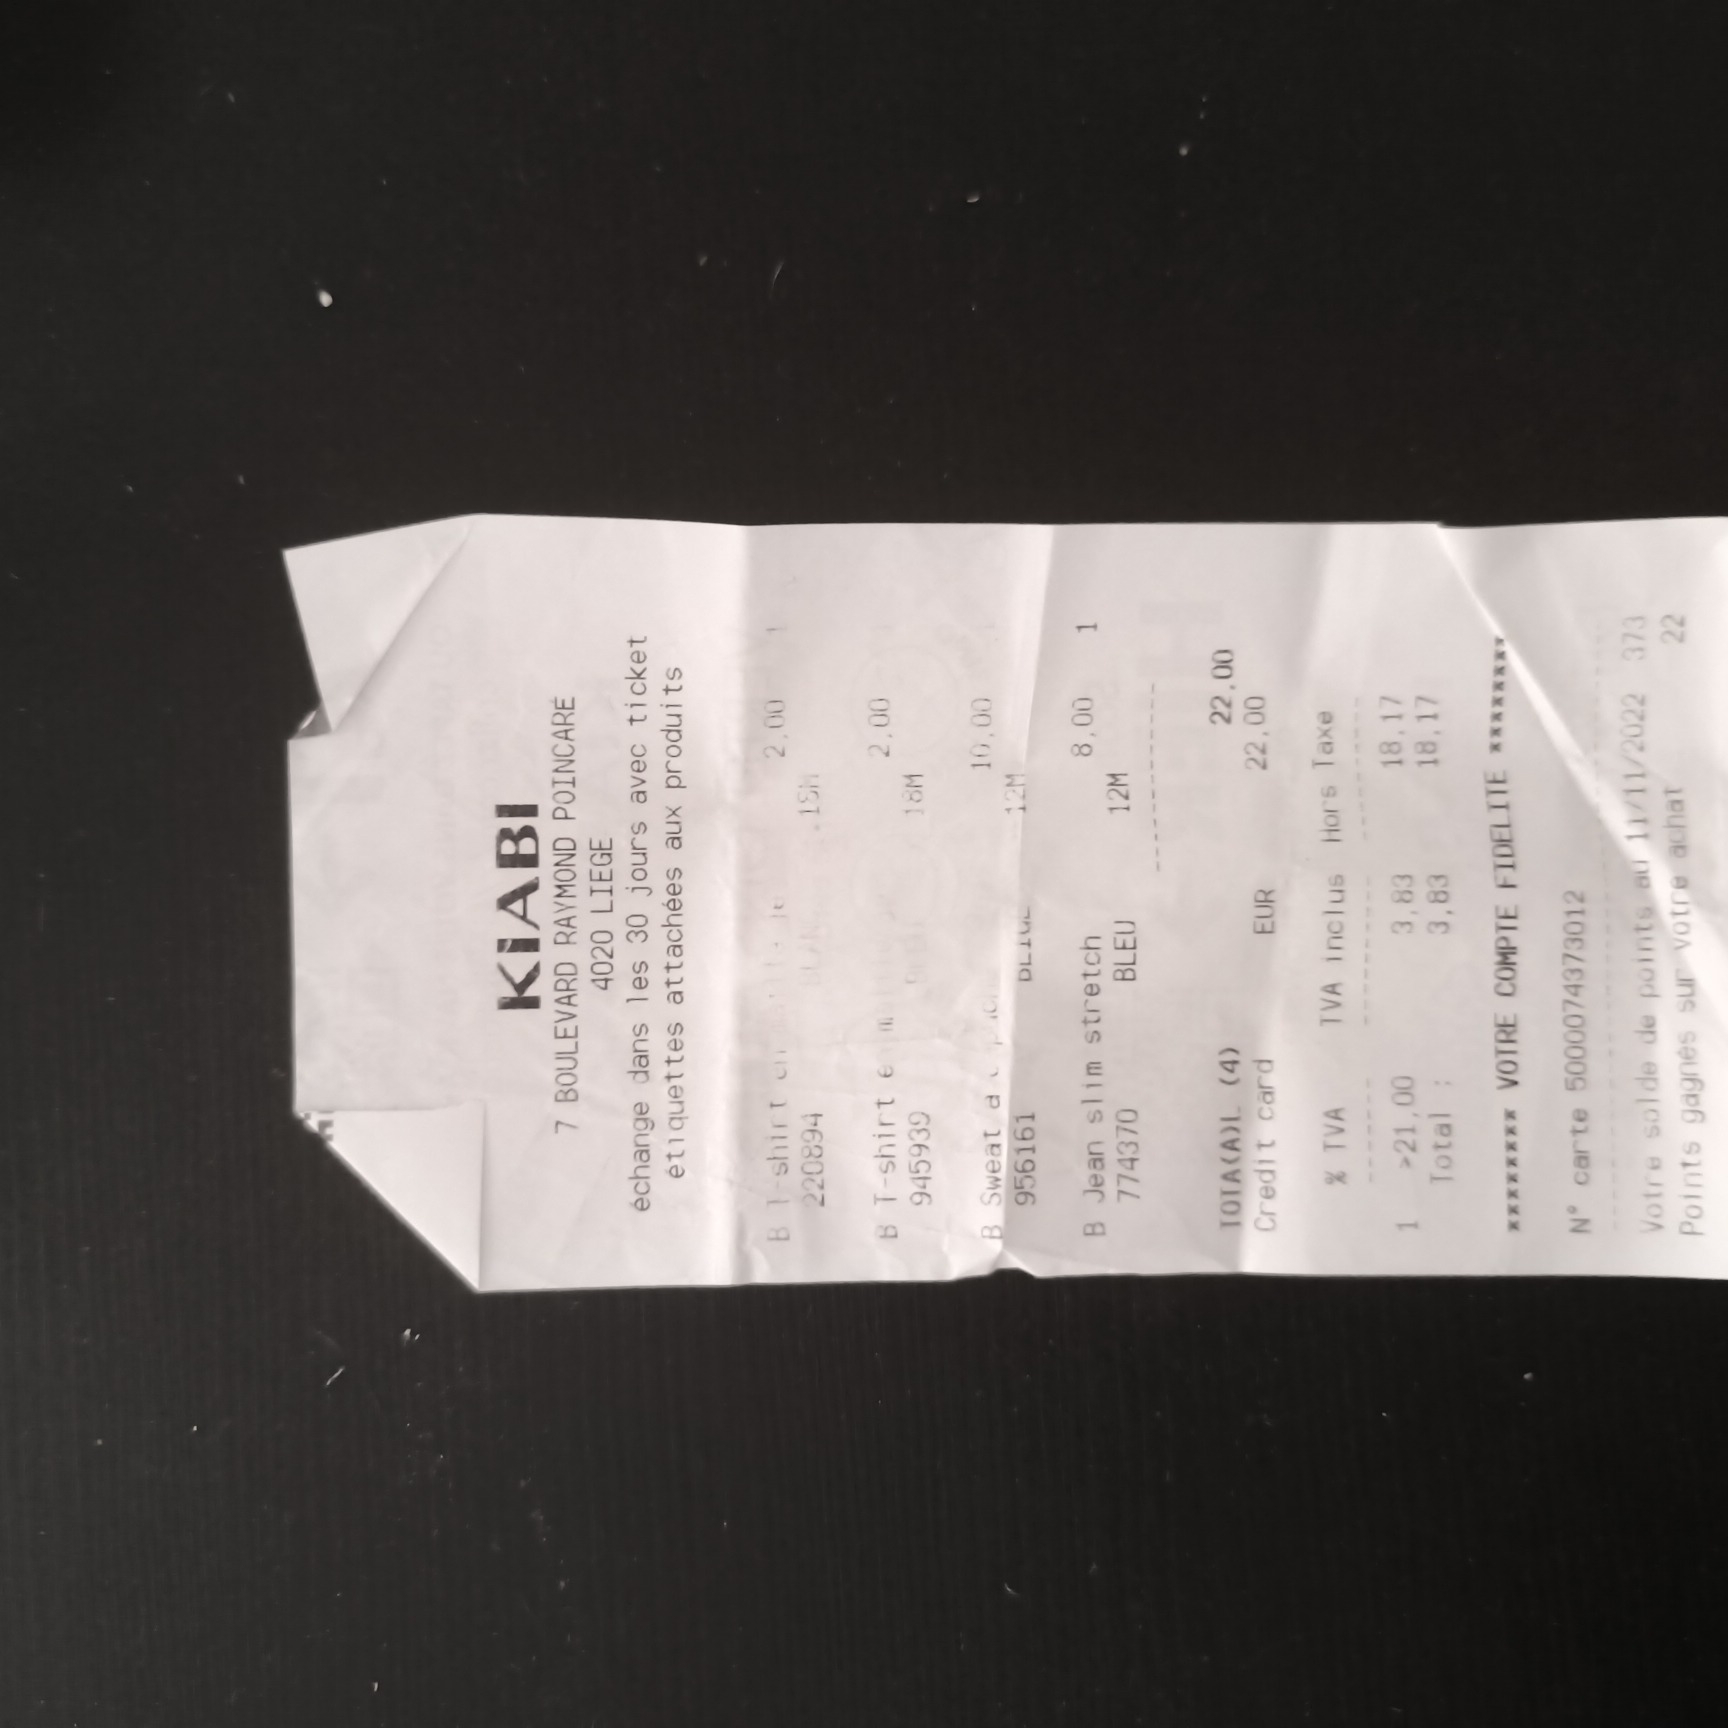 KIABI
7 BOULEVARD RAYMOND POINCARE
4020 LIEGE
échange dans les 30 jours avec ticket
étiquettes attachées aux produits
B T-shirt 2,00 1
220894
B T-shirt 2,00
945939 18M
B Sweat 10,00
956161 12M
B Jean slim stretch 8,00 1
774370 BLEU 12M
TOTA(A)L (4) 22,00
Credit card EUR 22,00
% TVA TVA inclus Hors Taxe
1 >21,00 3,83 18,17
Total : 3,83 18,17
******** VOTRE COMPTE FIDELITE ********
N° carte 5000074373012
Votre solde de points au 11/11/2022 373
Points gagnés sur votre achat 22